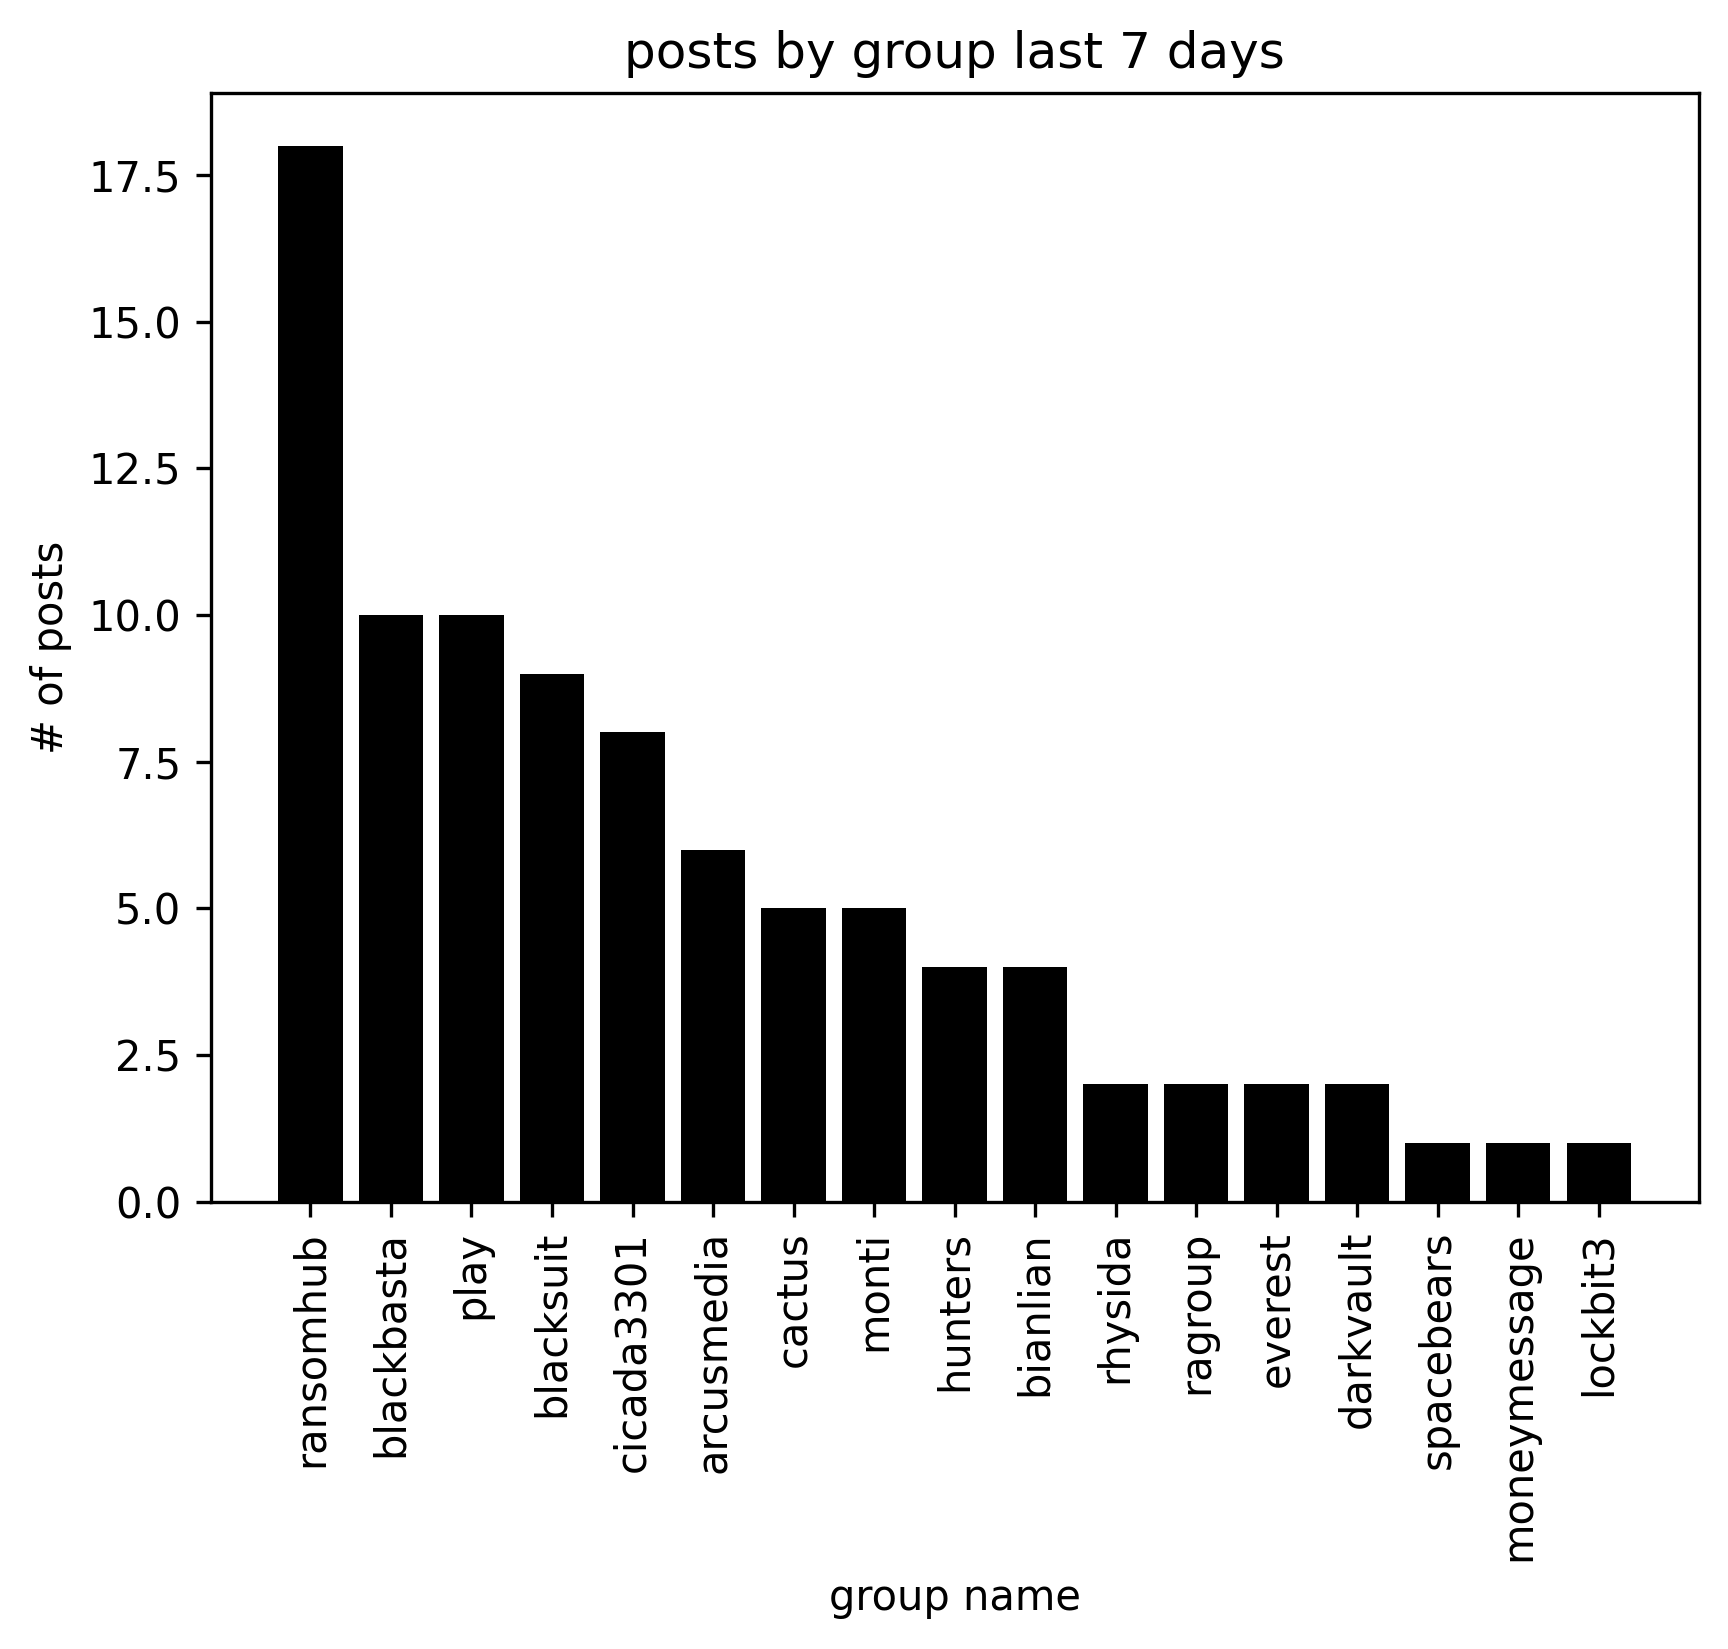 posts by group last 7 days
# of posts
17.5
15.0
12.5
10.0
7.5
5.0
2.5
0.0
ransomhub
blackbasta
play
blacksuit
cicada3301
arcusmedia
cactus
monti
hunters
bianlian
rhysida
ragroup
everest
darkvault
spacebears
moneymessage
lockbit3
group name